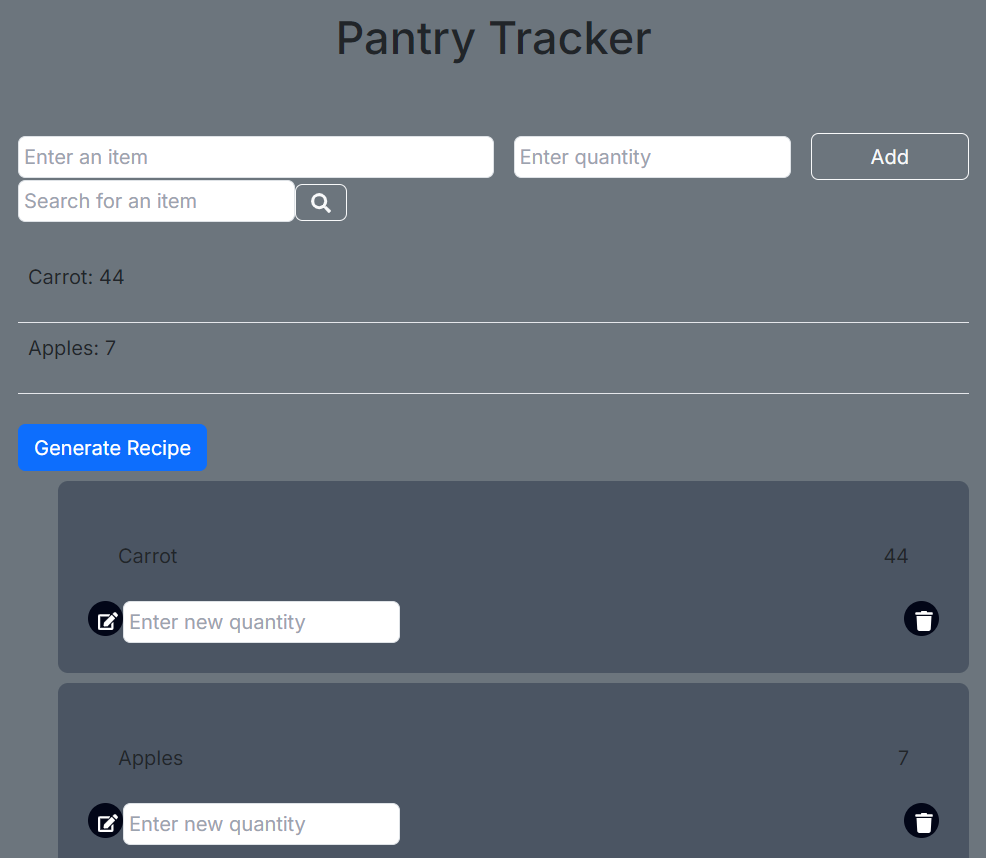 Pantry Tracker
Enter an item Enter quantity Add
Search for an item
Carrot: 44
Apples: 7
Generate Recipe
Carrot 44
Enter new quantity
Apples 7
Enter new quantity